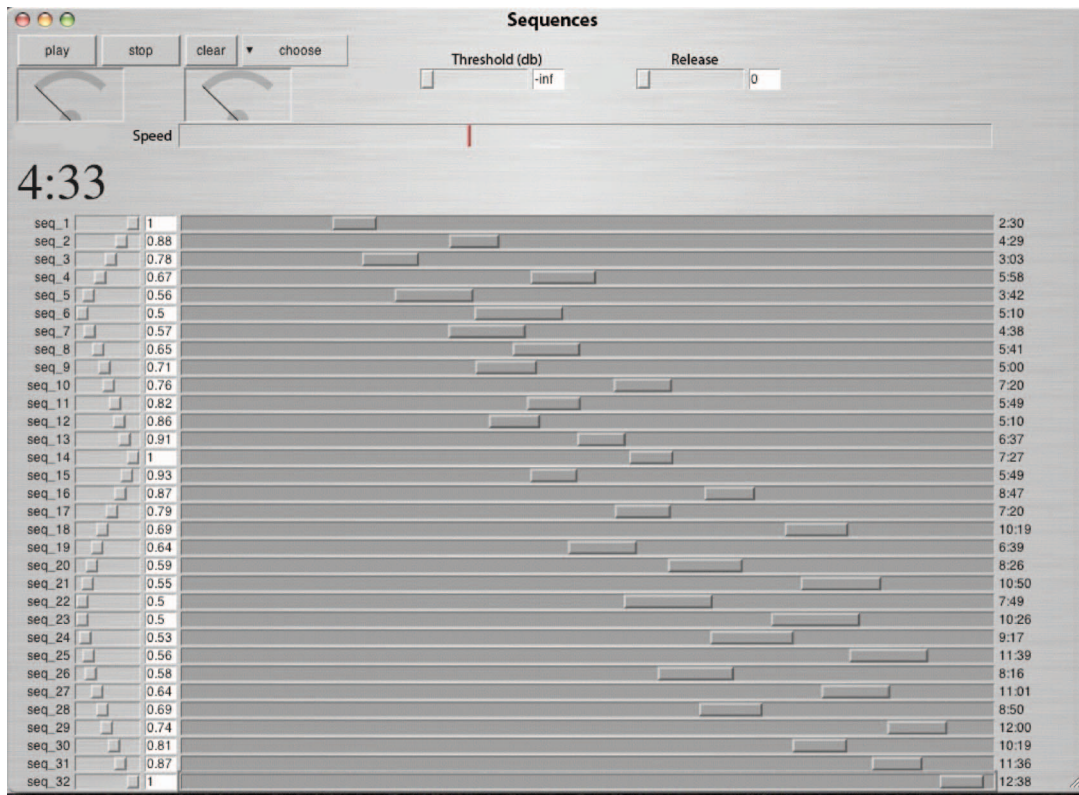 Sequences
play stop clear ▼ choose
Threshold (db) Release
-inf 0
Speed
4:33
seq_1 1 2:30
seq_2 0.88 4:29
seq_3 0.78 3:03
seq_4 0.67 5:58
seq_5 0.56 3:42
seq_6 0.5 5:10
seq_7 0.57 4:38
seq_8 0.65 5:41
seq_9 0.71 5:00
seq_10 0.76 7:20
seq_11 0.82 5:49
seq_12 0.86 5:10
seq_13 0.91 6:37
seq_14 1 7:27
seq_15 0.93 5:49
seq_16 0.87 8:47
seq_17 0.79 7:20
seq_18 0.69 10:19
seq_19 0.64 6:39
seq_20 0.59 8:26
seq_21 0.55 10:50
seq_22 0.5 7:49
seq_23 0.5 10:26
seq_24 0.53 9:17
seq_25 0.56 11:39
seq_26 0.58 8:16
seq_27 0.64 11:01
seq_28 0.69 8:50
seq_29 0.74 12:00
seq_30 0.81 10:19
seq_31 0.87 11:36
seq_32 1 12:38